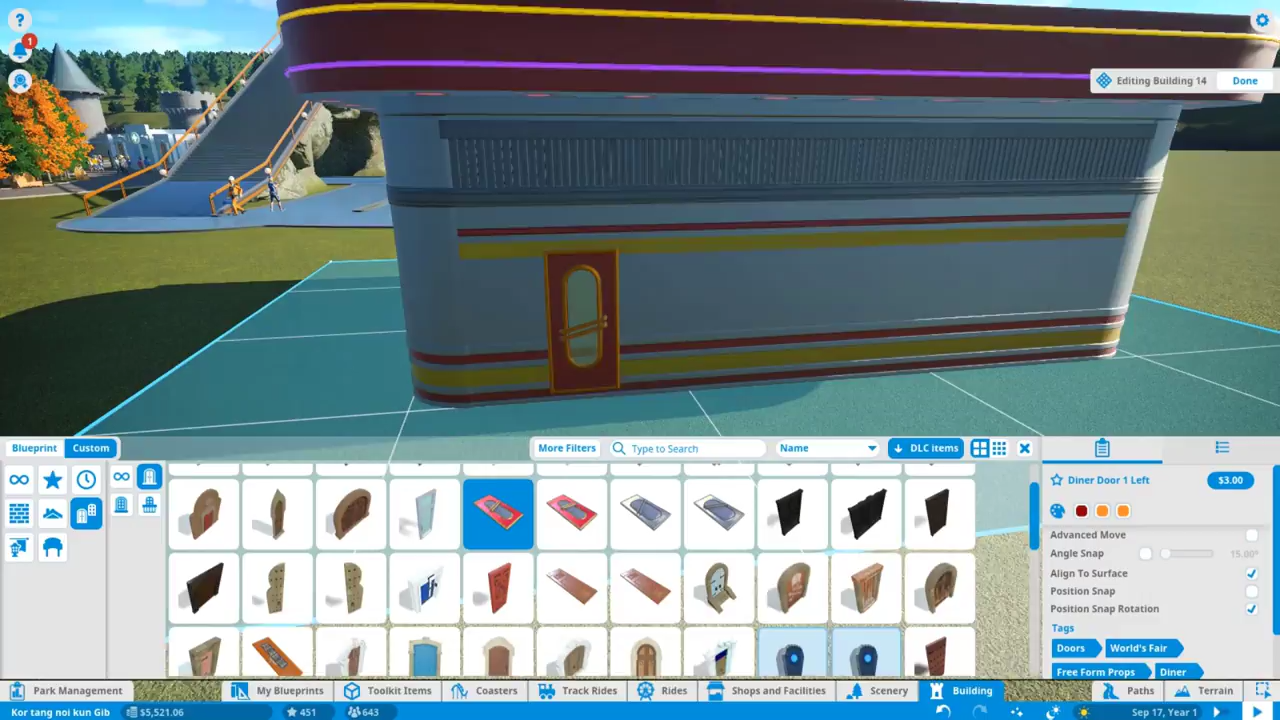 ?
1
Editing Building 14
Done
Blueprint
Custom
More Filters
Type to Search
Name
DLC items
Diner Door 1 Left
$3.00
Advanced Move
Angle Snap
15.00°
Align To Surface
Position Snap
Position Snap Rotation
Tags
Doors
World's Fair
Free Form Props
Diner
Park Management
My Blueprints
Toolkit Items
Coasters
Track Rides
Rides
Shops and Facilities
Scenery
Building
Paths
Terrain
Kor tang noi kun Gib
$5,521.06
451
643
Sep 17, Year 1